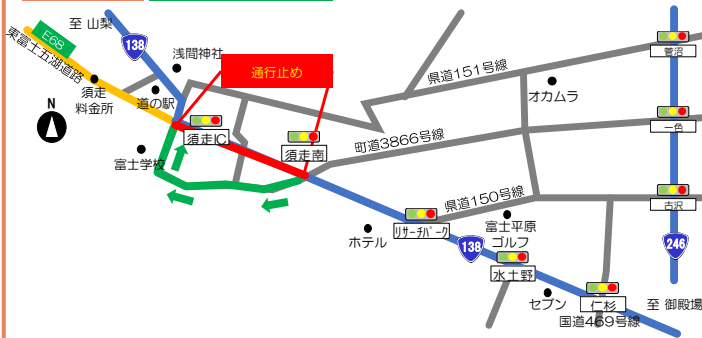 至 山梨
138
E68
東富士五湖道路
浅間神社
通行止め
菅沼
県道151号線
須走
料金所
道の駅
オカムラ
N
須走IC
須走南
町道3866号線
一色
富士学校
県道150号線
古沢
リサーチパーク
富士平原
ゴルフ
ホテル
138
246
水土野
セブン
仁杉
至 御殿場
国道469号線